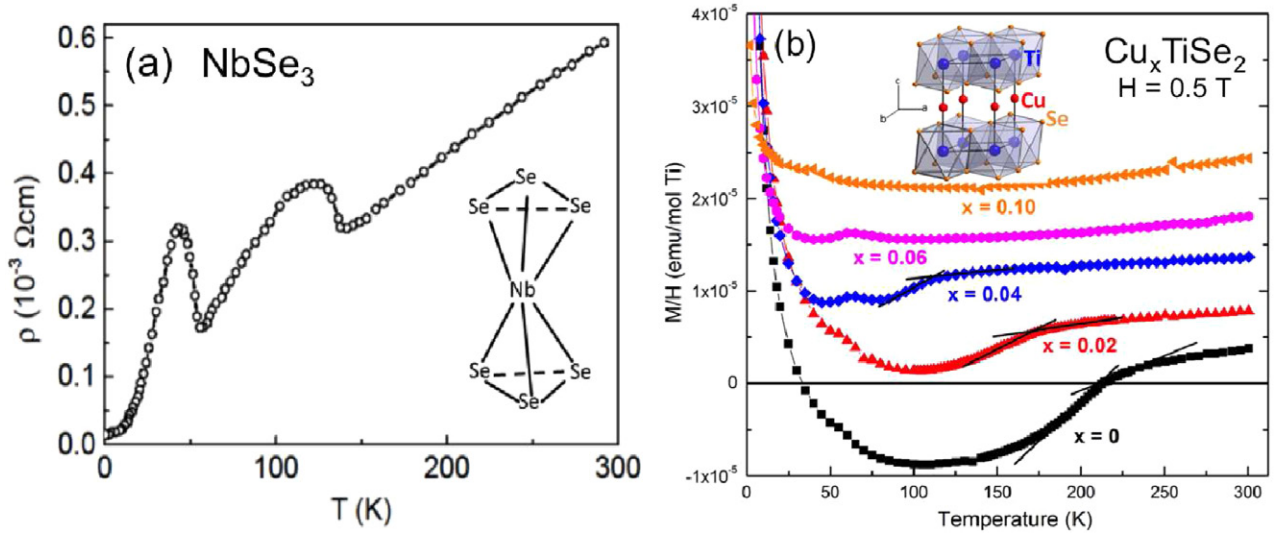 (a) NbSe3
ρ (10⁻³ Ωcm)
0.6
0.5
0.4
0.3
0.2
0.1
0.0
0 100 200 300
T (K)
Se
Se Se
Nb
Se Se
Se
(b)
CuxTiSe2
H = 0.5 T
M/H (emu/mol Ti)
4x10⁻⁵
3x10⁻⁵
2x10⁻⁵
1x10⁻⁵
0
-1x10⁻⁵
Ti
Cu
Se
c
a
b
x = 0.10
x = 0.06
x = 0.04
x = 0.02
x = 0
0 50 100 150 200 250 300
Temperature (K)